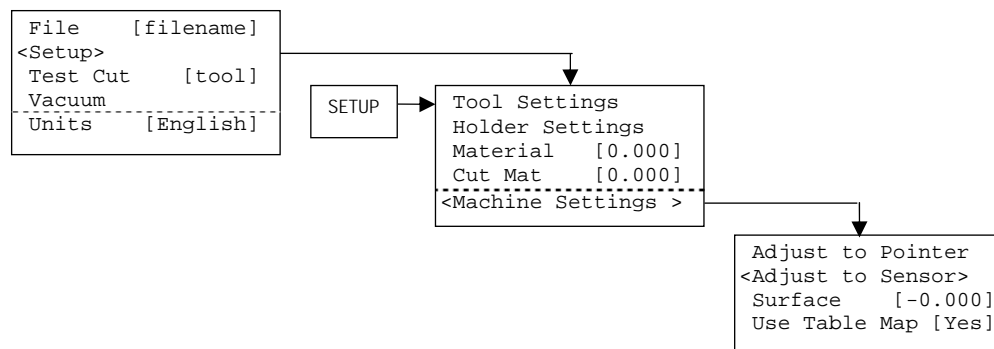 File [filename]
<Setup>
Test Cut [tool]
Vacuum
Units [English]
SETUP
Tool Settings
Holder Settings
Material [0.000]
Cut Mat [0.000]
<Machine Settings >
Adjust to Pointer
<Adjust to Sensor>
Surface [-0.000]
Use Table Map [Yes]